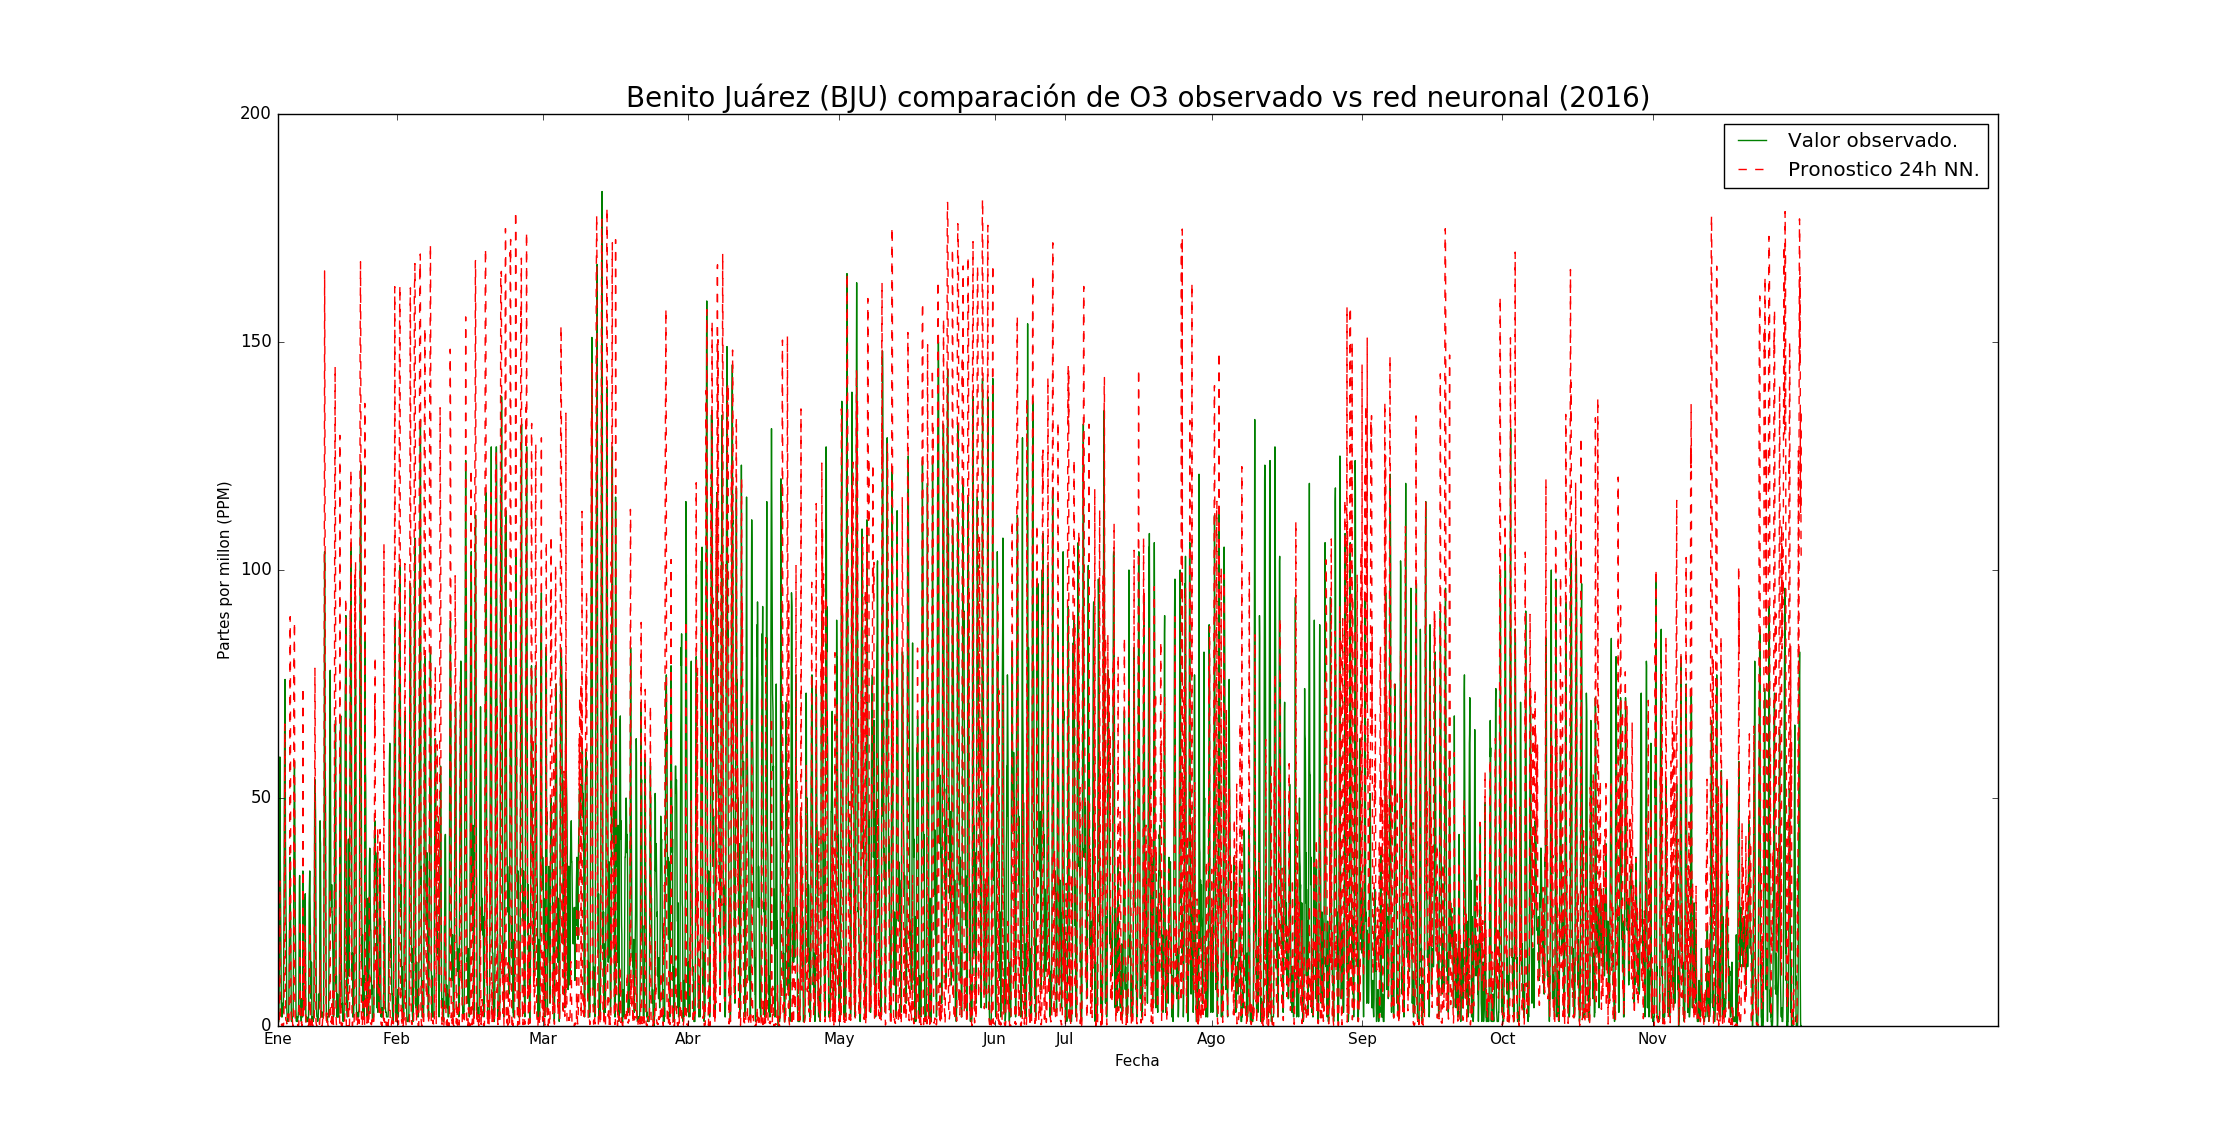 Benito Juárez (BJU) comparación de O3 observado vs red neuronal (2016)
Valor observado.
Pronostico 24h NN.
Partes por millon (PPM)
200
150
100
50
0
Ene Feb Mar Abr May Jun Jul Ago Sep Oct Nov
Fecha